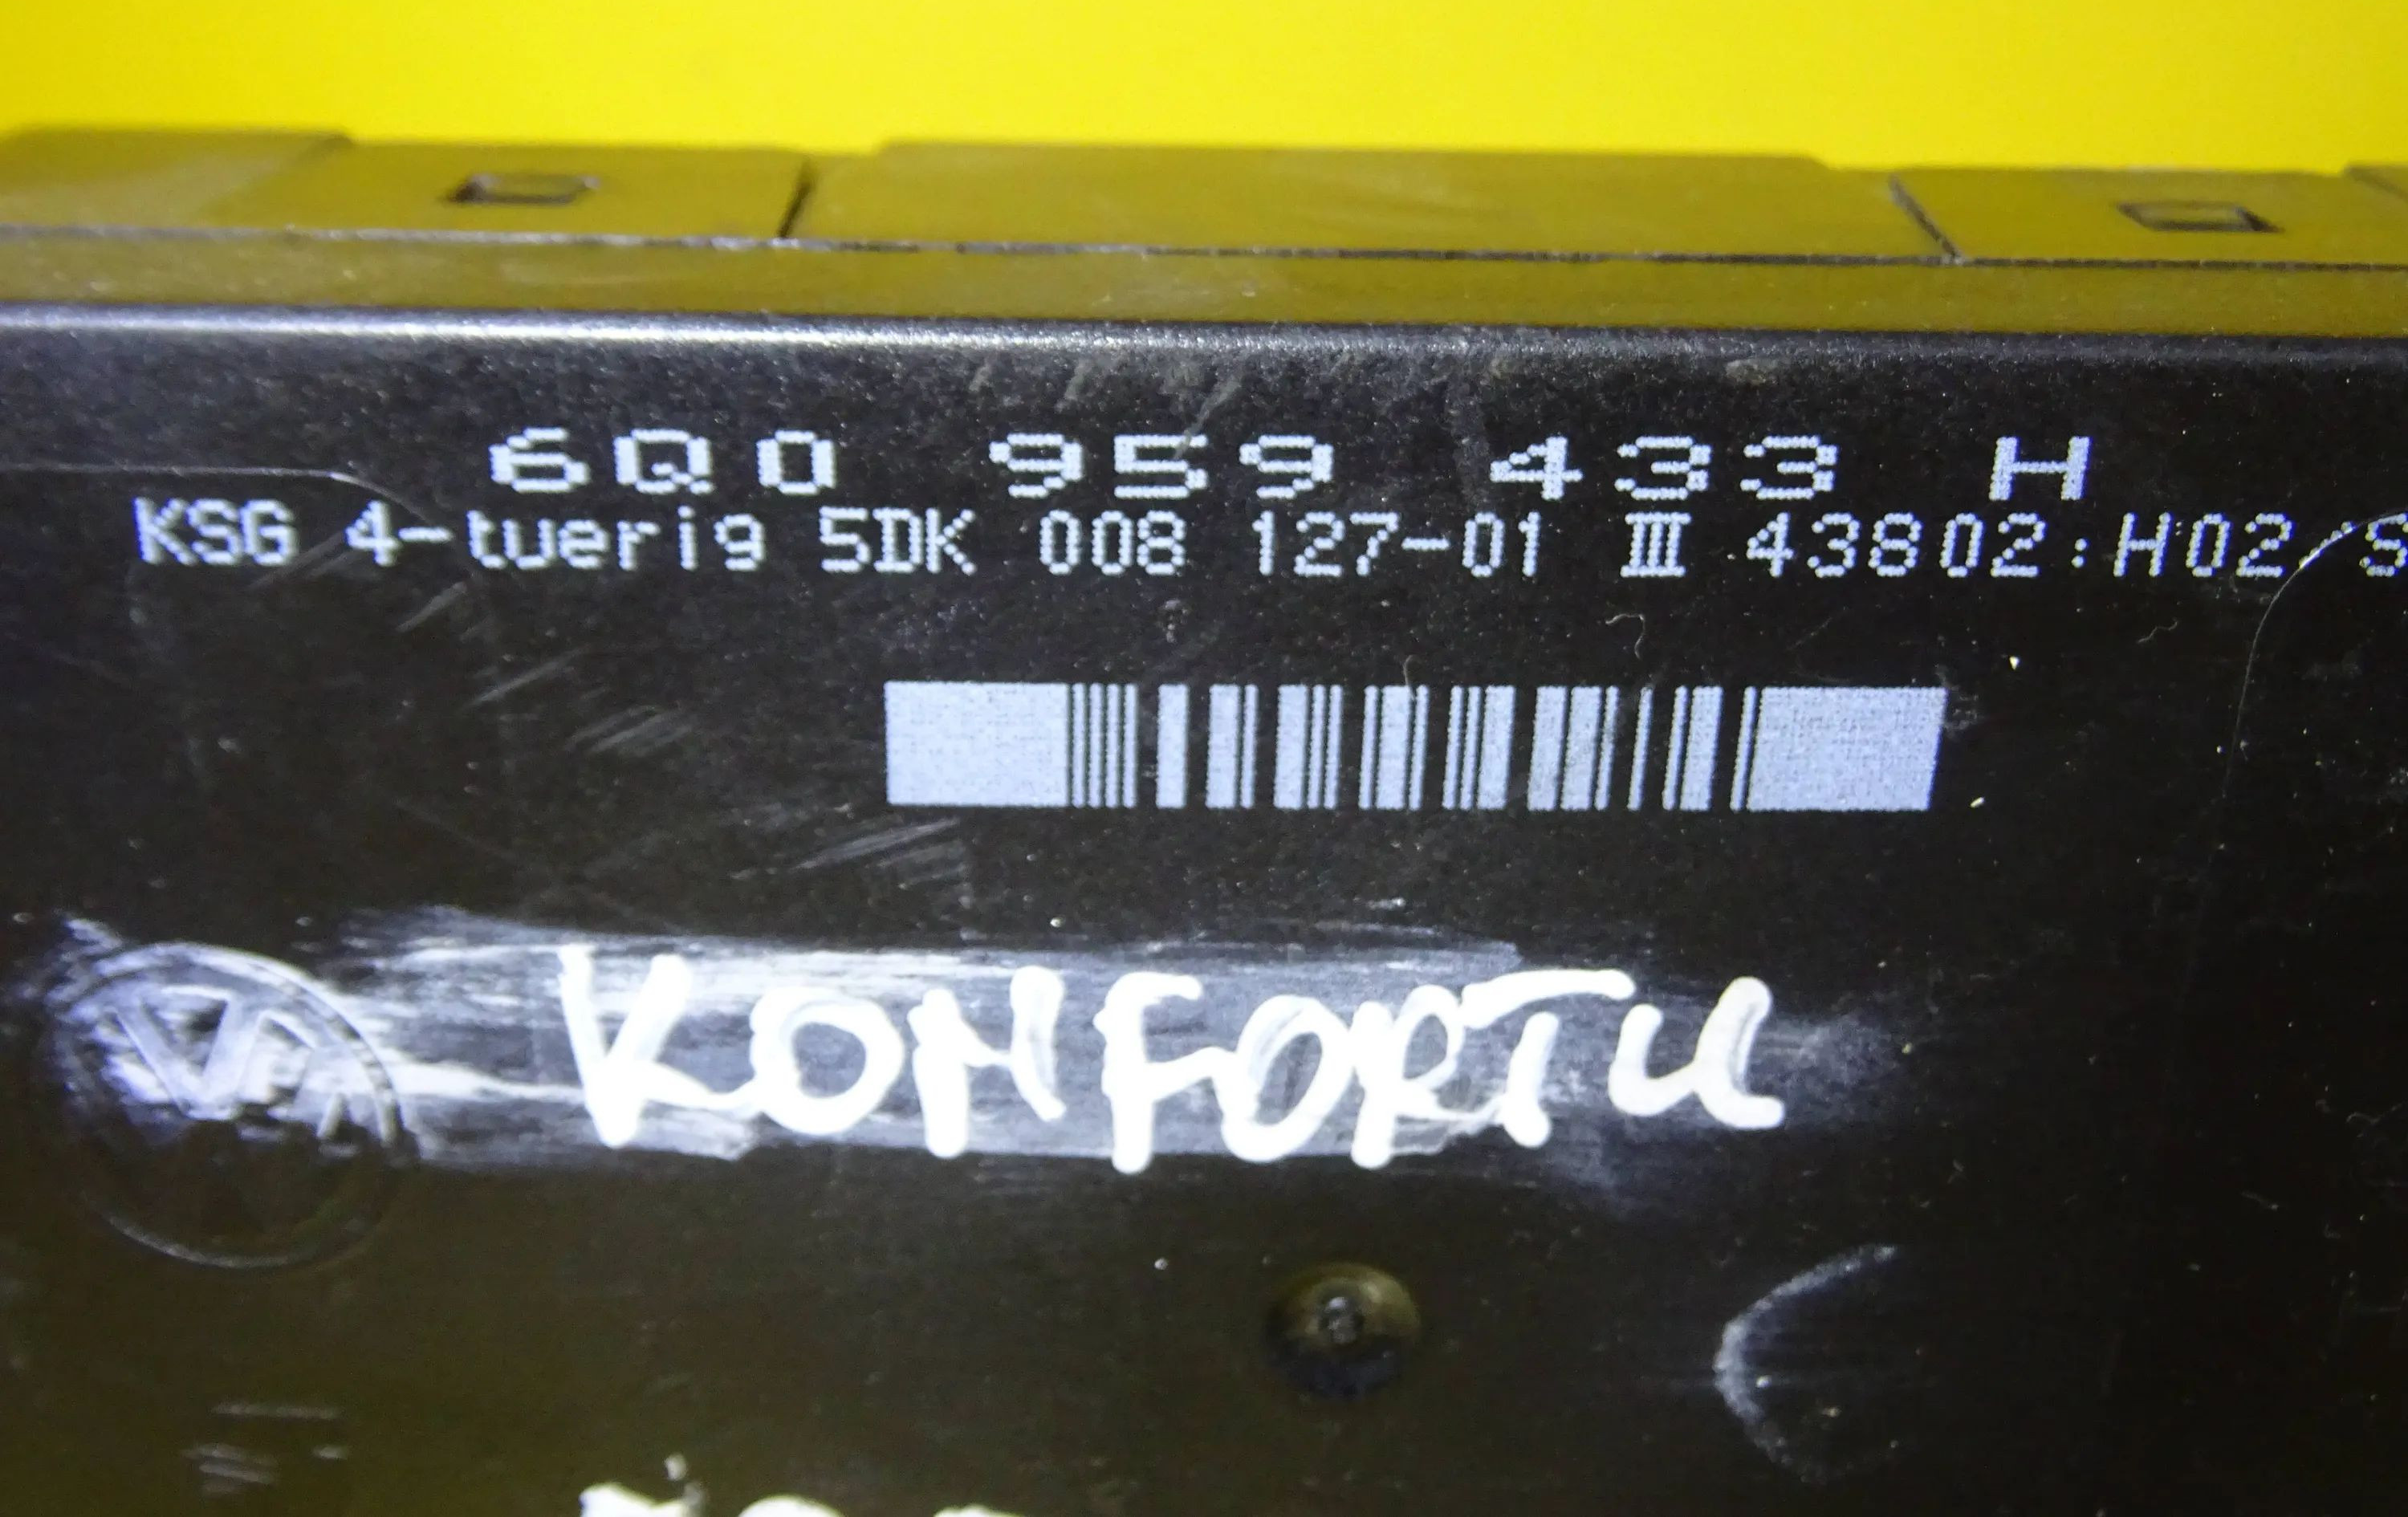 6Q0 959 433 H
KSG 4-tuerig 5DK 008 127-01 III 43802:H02
KONFORTU